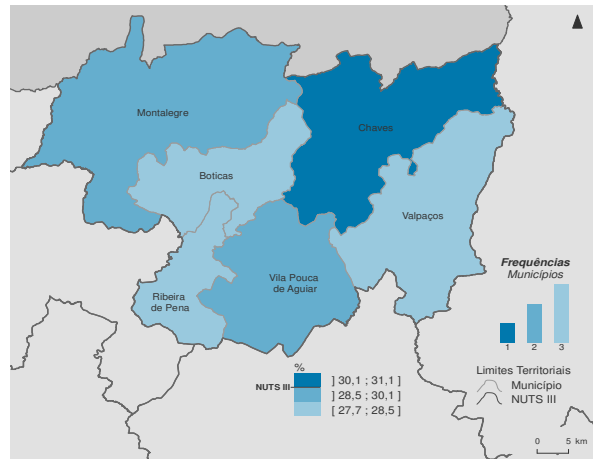 Montalegre
Chaves
Boticas
Valpaços
Vila Pouca
de Aguiar
Ribeira
de Pena
Frequências
Municípios
1 2 3
%
NUTS III
] 30,1 ; 31,1 ]
] 28,5 ; 30,1 ]
[ 27,7 ; 28,5 ]
Limites Territoriais
Município
NUTS III
0 5 km